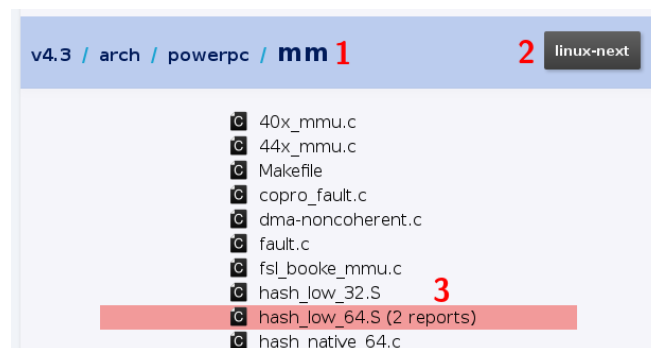 v4.3 / arch / powerpc / mm 1 2 linux-next
C 40x_mmu.c
C 44x_mmu.c
C Makefile
C copro_fault.c
C dma-noncoherent.c
C fault.c
C fsl_booke_mmu.c
C hash_low_32.S 3
C hash_low_64.S (2 reports)
C hash_native_64.c